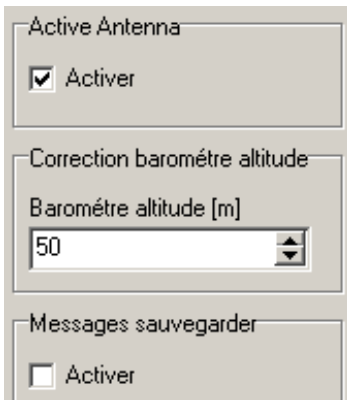 Active Antenna
Activer
Correction barométre altitude
Barométre altitude [m]
50
Messages sauvegarder
Activer